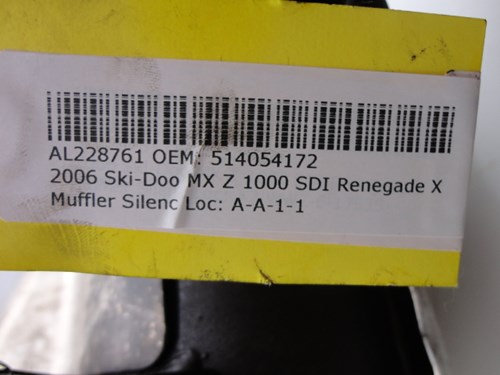 AL228761 OEM: 514054172
2006 Ski-Doo MX Z 1000 SDI Renegade X
Muffler Silenc Loc: A-A-1-1